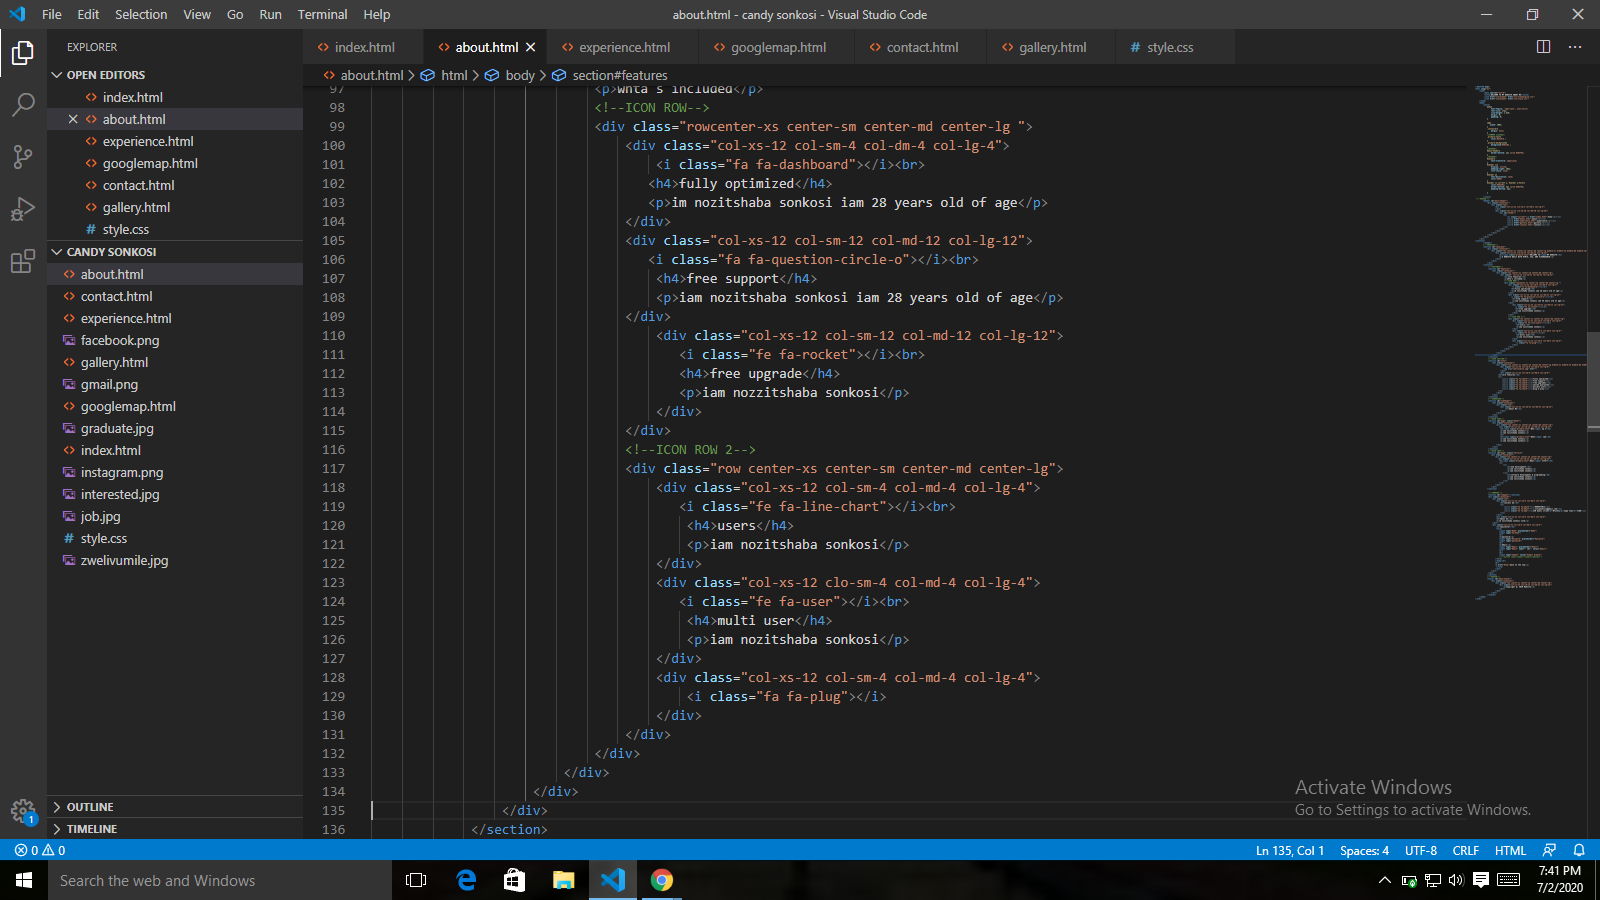 File Edit Selection View Go Run Terminal Help
about.html - candy sonkosi - Visual Studio Code
EXPLORER
index.html about.html experience.html googlemap.html contact.html gallery.html # style.css
about.html > html > body > section#features
OPEN EDITORS
index.html
about.html
experience.html
googlemap.html
contact.html
gallery.html
# style.css
CANDY SONKOSI
about.html
contact.html
experience.html
facebook.png
gallery.html
gmail.png
googlemap.html
graduate.jpg
index.html
instagram.png
interested.jpg
job.jpg
# style.css
zwelivumile.jpg
OUTLINE
TIMELINE
97 <p>whta s included</p>
98 <!--ICON ROW-->
99 <div class="rowcenter-xs center-sm center-md center-lg ">
100 <div class="col-xs-12 col-sm-4 col-dm-4 col-lg-4">
101 <i class="fa fa-dashboard"></i><br>
102 <h4>fully optimized</h4>
103 <p>im nozitshaba sonkosi iam 28 years old of age</p>
104 </div>
105 <div class="col-xs-12 col-sm-12 col-md-12 col-lg-12">
106 <i class="fa fa-question-circle-o"></i><br>
107 <h4>free support</h4>
108 <p>iam nozitshaba sonkosi iam 28 years old of age</p>
109 </div>
110 <div class="col-xs-12 col-sm-12 col-md-12 col-lg-12">
111 <i class="fe fa-rocket"></i><br>
112 <h4>free upgrade</h4>
113 <p>iam nozzitshaba sonkosi</p>
114 </div>
115 </div>
116 <!--ICON ROW 2-->
117 <div class="row center-xs center-sm center-md center-lg">
118 <div class="col-xs-12 col-sm-4 col-md-4 col-lg-4">
119 <i class="fe fa-line-chart"></i><br>
120 <h4>users</h4>
121 <p>iam nozitshaba sonkosi</p>
122 </div>
123 <div class="col-xs-12 clo-sm-4 col-md-4 col-lg-4">
124 <i class="fe fa-user"></i><br>
125 <h4>multi user</h4>
126 <p>iam nozitshaba sonkosi</p>
127 </div>
128 <div class="col-xs-12 col-sm-4 col-md-4 col-lg-4">
129 <i class="fa fa-plug"></i>
130 </div>
131 </div>
132 </div>
133 </div>
134 </div>
135 </div>
136 </section>
Activate Windows
Go to Settings to activate Windows.
1
0 0
Ln 135, Col 1 Spaces: 4 UTF-8 CRLF HTML
Search the web and Windows
7:41 PM
7/2/2020